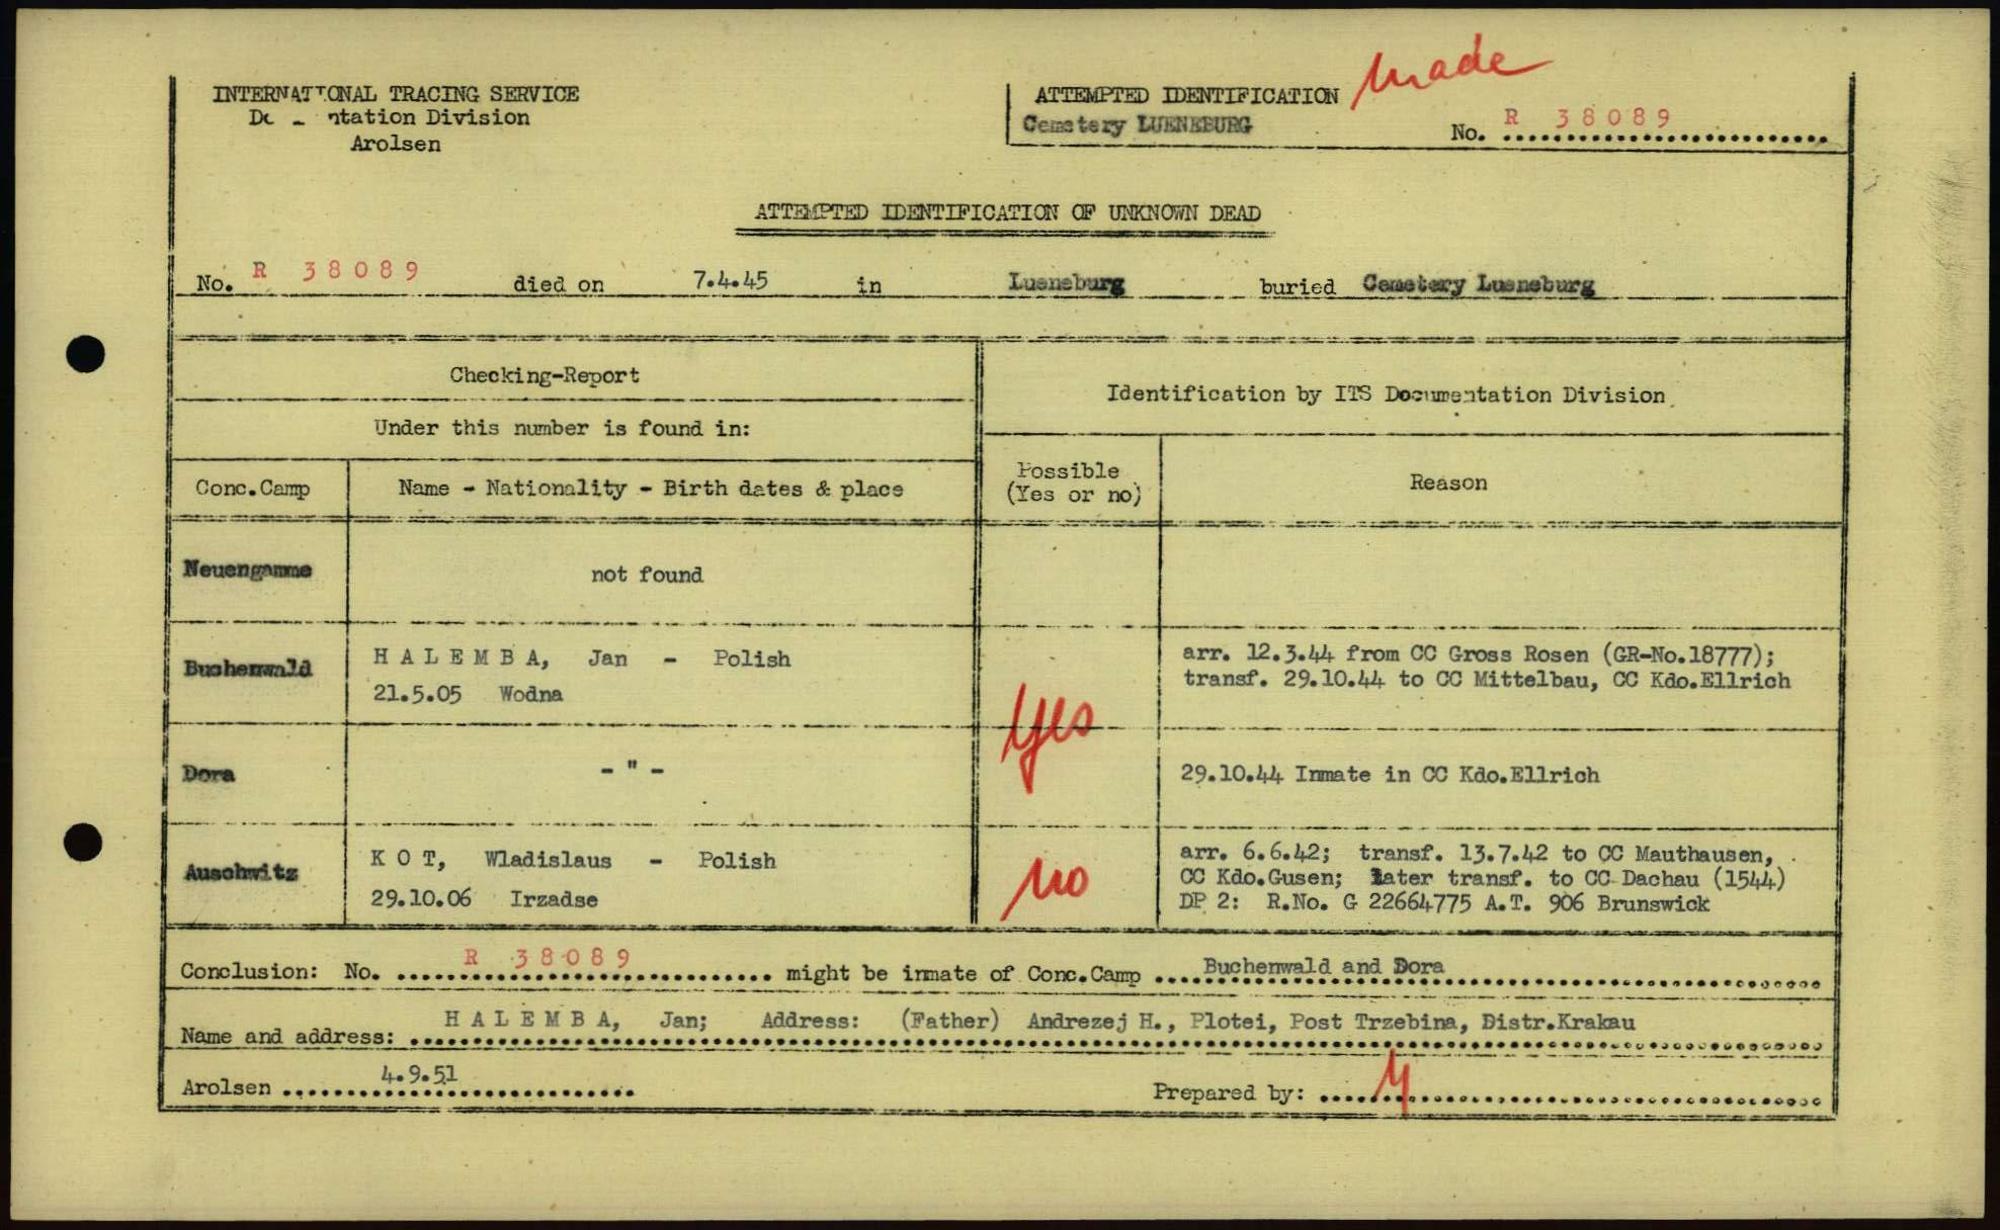 INTERNATIONAL TRACING SERVICE
ntation Division
Arolsen
ATTEMPTED IDENTIFICATION made
Cemetery LUENEBURG
No. R 38089
ATTEMPTED IDENTIFICATION OF UNKNOWN DEAD
No. R 38089 died on 7.4.45 in Lueneburg buried Cemetery Lueneburg
Checking-Report
Identification by ITS Documentation Division
Under this number is found in:
Conc.Camp
Name - Nationality - Birth dates & place
Possible
(Yes or no)
Reason
Neuengamme
not found
Buchenwald
H A L E M B A, Jan - Polish
21.5.05 Wodna
yes
arr. 12.3.44 from CC Gross Rosen (GR-No.18777);
transf. 29.10.44 to CC Mittelbau, CC Kdo.Ellrich
Dora
- " -
29.10.44 Inmate in CC Kdo.Ellrich
Auschwitz
K O T, Wladislaus - Polish
29.10.06 Irzadse
no
arr. 6.6.42; transf. 13.7.42 to CC Mauthausen,
CC Kdo.Gusen; later transf. to CC Dachau (1544)
DP 2: R.No. G 22664775 A.T. 906 Brunswick
Conclusion: No. R 38089 might be inmate of Conc.Camp Buchenwald and Dora
Name and address: H A L E M B A, Jan; Address: (Father) Andrezej H., Plotei, Post Trzebina, Distr.Krakau
Arolsen 4.9.51
Prepared by: